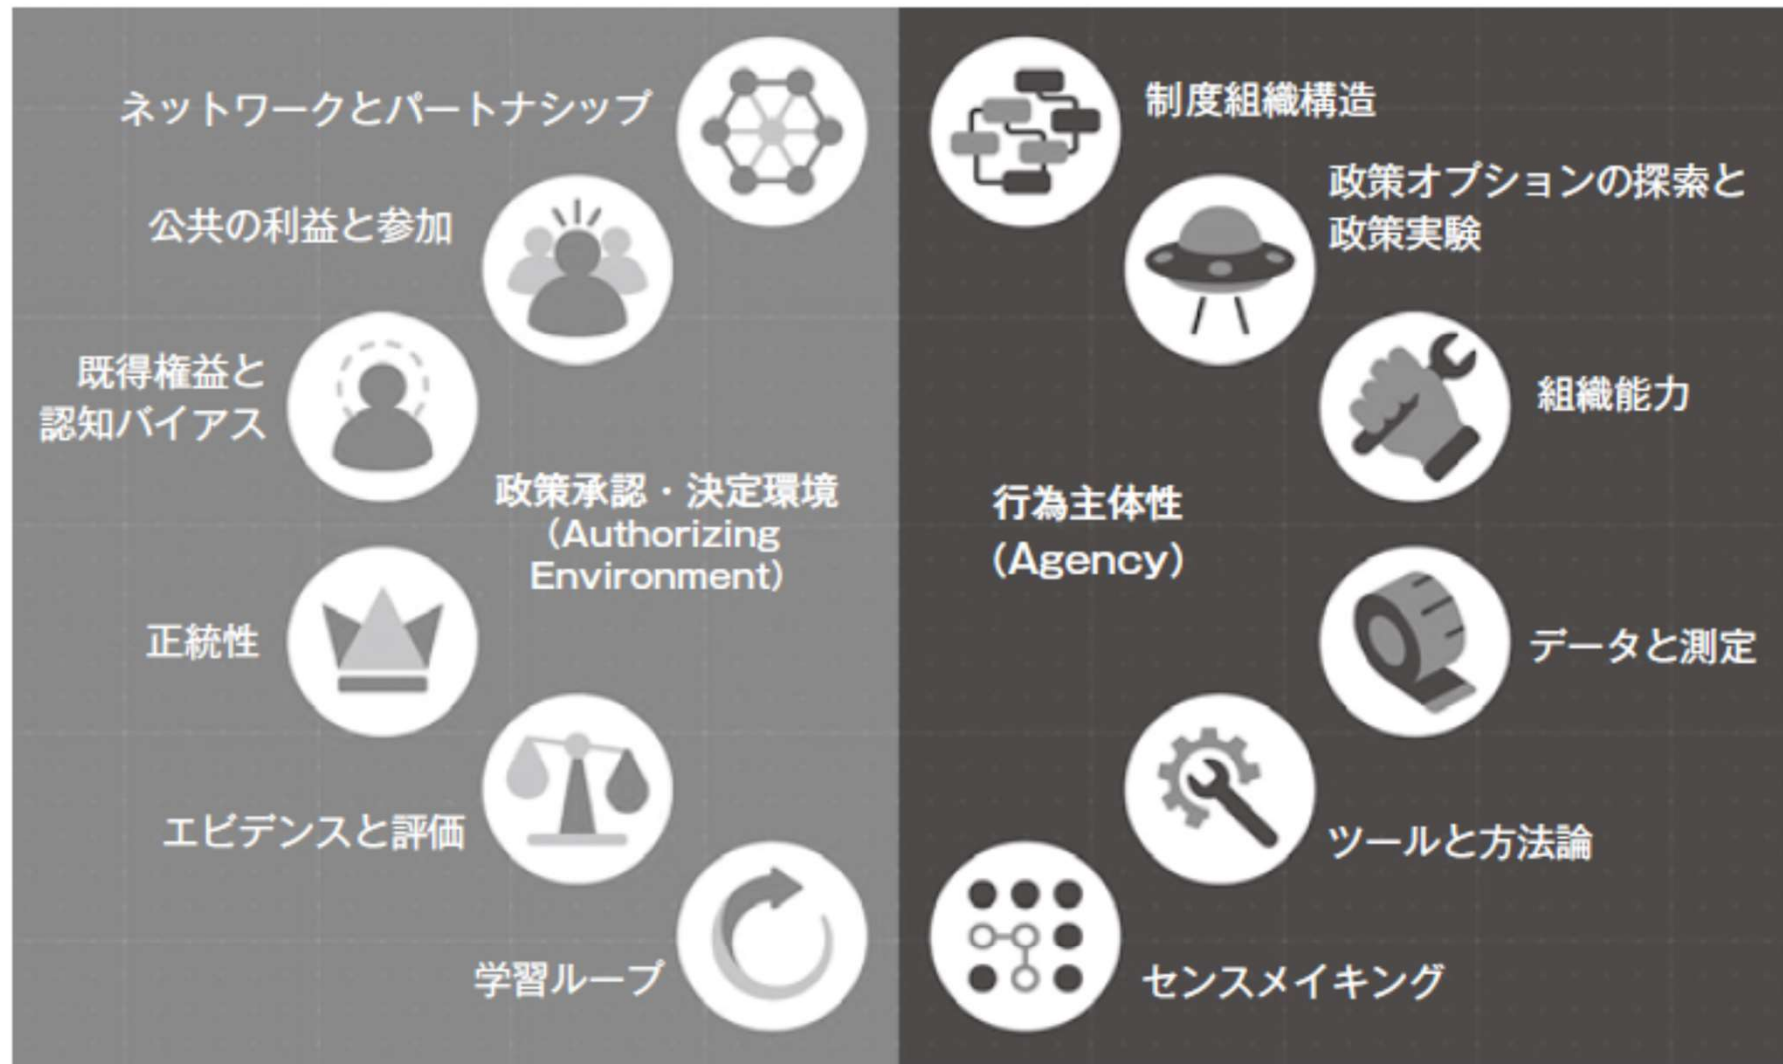 ネットワークとパートナシップ
公共の利益と参加
既得権益と
認知バイアス
政策承認・決定環境
(Authorizing
Environment)
正統性
エビデンスと評価
学習ループ
制度組織構造
政策オプションの探索と
政策実験
組織能力
行為主体性
(Agency)
データと測定
ツールと方法論
センスメイキング